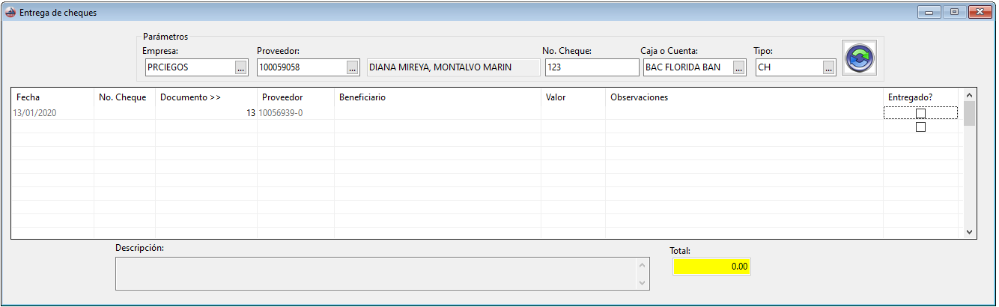 Entrega de cheques
Parámetros
Empresa: Proveedor: No. Cheque: Caja o Cuenta: Tipo:
PRCIEGOS ... 100059058 ... DIANA MIREYA, MONTALVO MARIN 123 BAC FLORIDA BAN ... CH ...
Fecha No. Cheque Documento >> Proveedor Beneficiario Valor Observaciones Entregado?
13/01/2020 13 10056939-0
Descripción: Total:
0.00